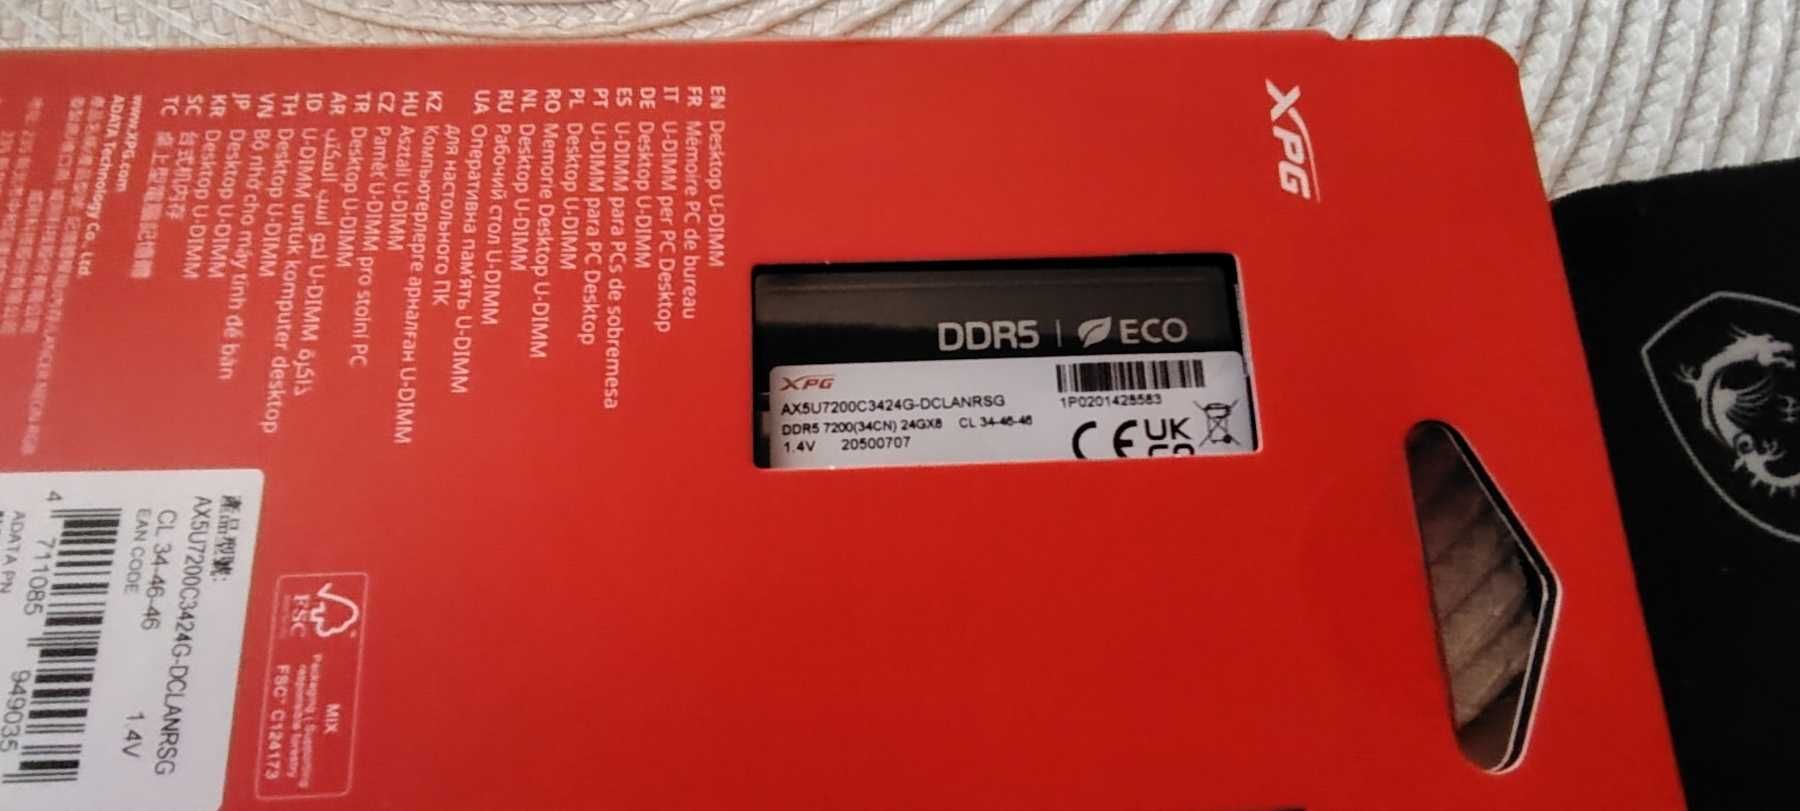 XPG
DDR5 | ECO
XPG
AX5U7200C3424G-DCLANRSG
1P0201428583
DDR5 7200(34CN) 24GX8 CL 34-46-46
1.4V 20500707
CE UK
EN Desktop U-DIMM
FR Mémoire PC de bureau
IT U-DIMM per PC Desktop
DE Desktop U-DIMM
ES U-DIMM para PCs de sobremesa
PT U-DIMM para PC Desktop
PL Desktop U-DIMM
RO Memorie Desktop U-DIMM
NL Desktop U-DIMM
RU Рабочий стол U-DIMM
UA Оперативна пам'ять U-DIMM
для настольного ПК
KZ Компьютерлерге арналған U-DIMM
HU Asztali U-DIMM
CZ Paměť U-DIMM pro stolní PC
TR Desktop U-DIMM
AR ذاكرة U-DIMM لدو اسب المكتب
ID U-DIMM untuk komputer desktop
TH Desktop U-DIMM
VN Bộ nhớ cho máy tính để bàn
JP Desktop U-DIMM
KR Desktop U-DIMM
SC 台式机内存
TC 桌上型電腦記憶體
www.XPG.com
ADATA Technology Co., Ltd.
產品型號:
AX5U7200C3424G-DCLANRSG
CL 34-46-46 1.4V
EAN CODE
4 711085 949035
ADATA PN
FSC
MIX
Packaging | Supporting
responsible forestry
FSC® C124173